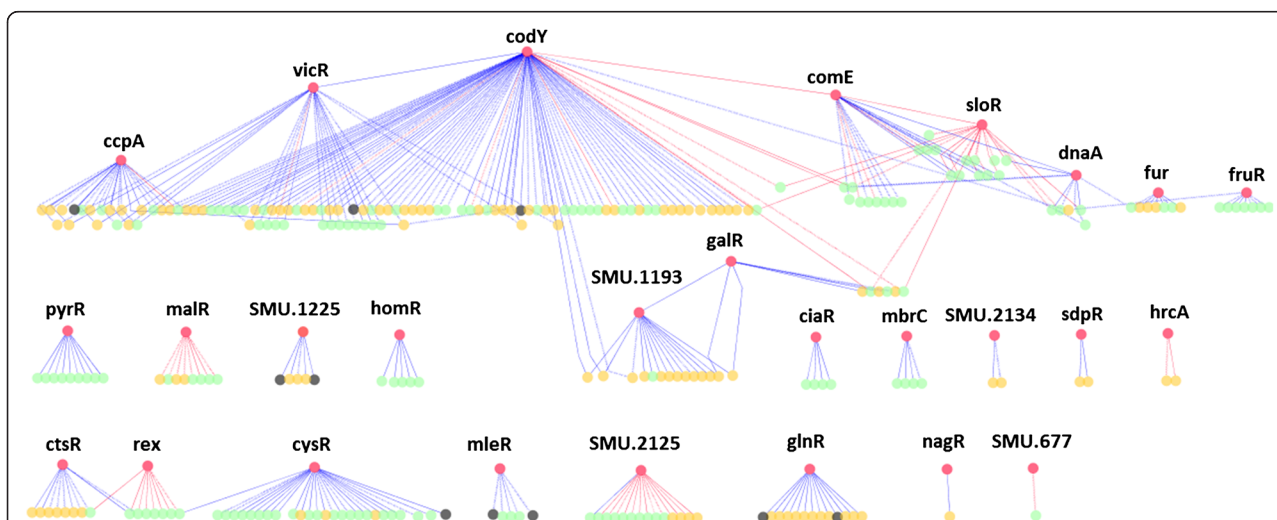 codY
vicR
comE
sloR
ccpA
dnaA
fur
fruR
galR
SMU.1193
pyrR
malR
SMU.1225
homR
ciaR
mbrC
SMU.2134
sdpR
hrcA
ctsR
rex
cysR
mleR
SMU.2125
glnR
nagR
SMU.677